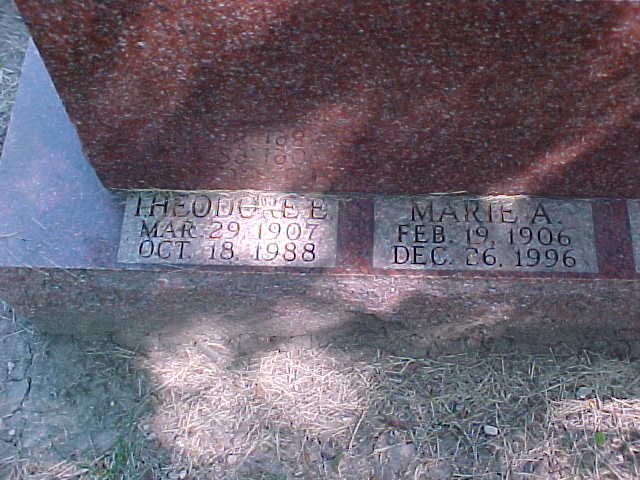 THEODORE E
MAR. 29, 1907
OCT. 18, 1988
MARIE A.
FEB. 19, 1906
DEC. 26, 1996